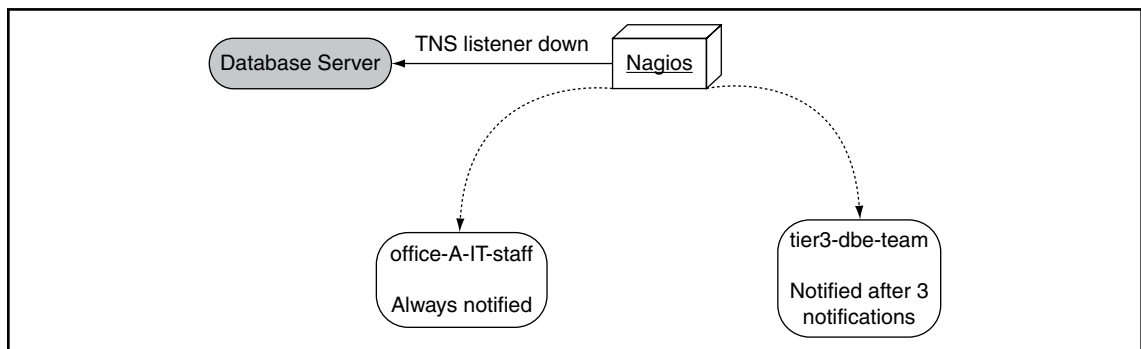 TNS listener down
Database Server
Nagios
office-A-IT-staff
Always notified
tier3-dbe-team
Notified after 3
notifications